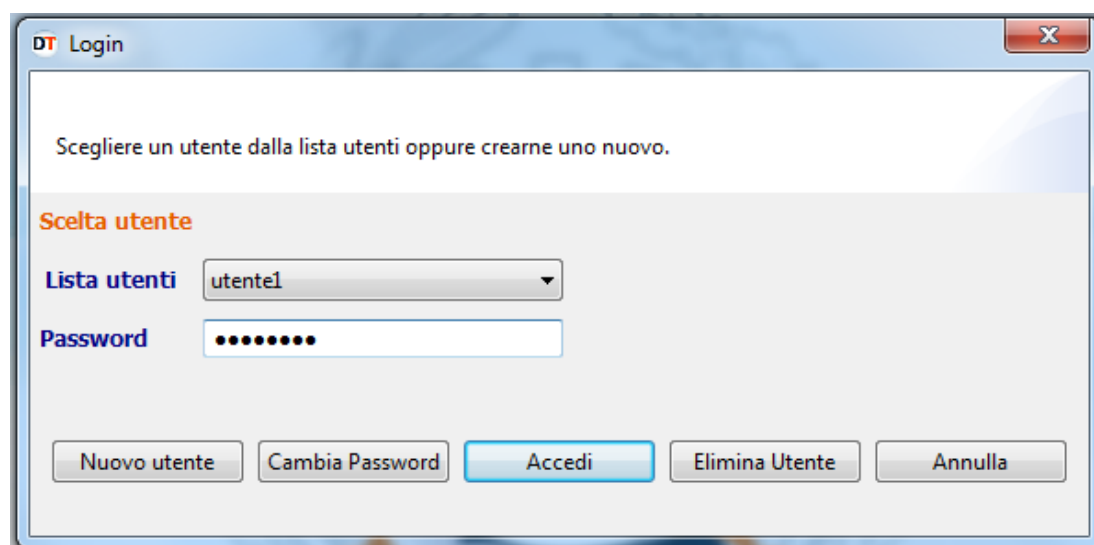 DT Login
Scegliere un utente dalla lista utenti oppure crearne uno nuovo.
Scelta utente
Lista utenti utente1
Password ●●●●●●●●
Nuovo utente Cambia Password Accedi Elimina Utente Annulla